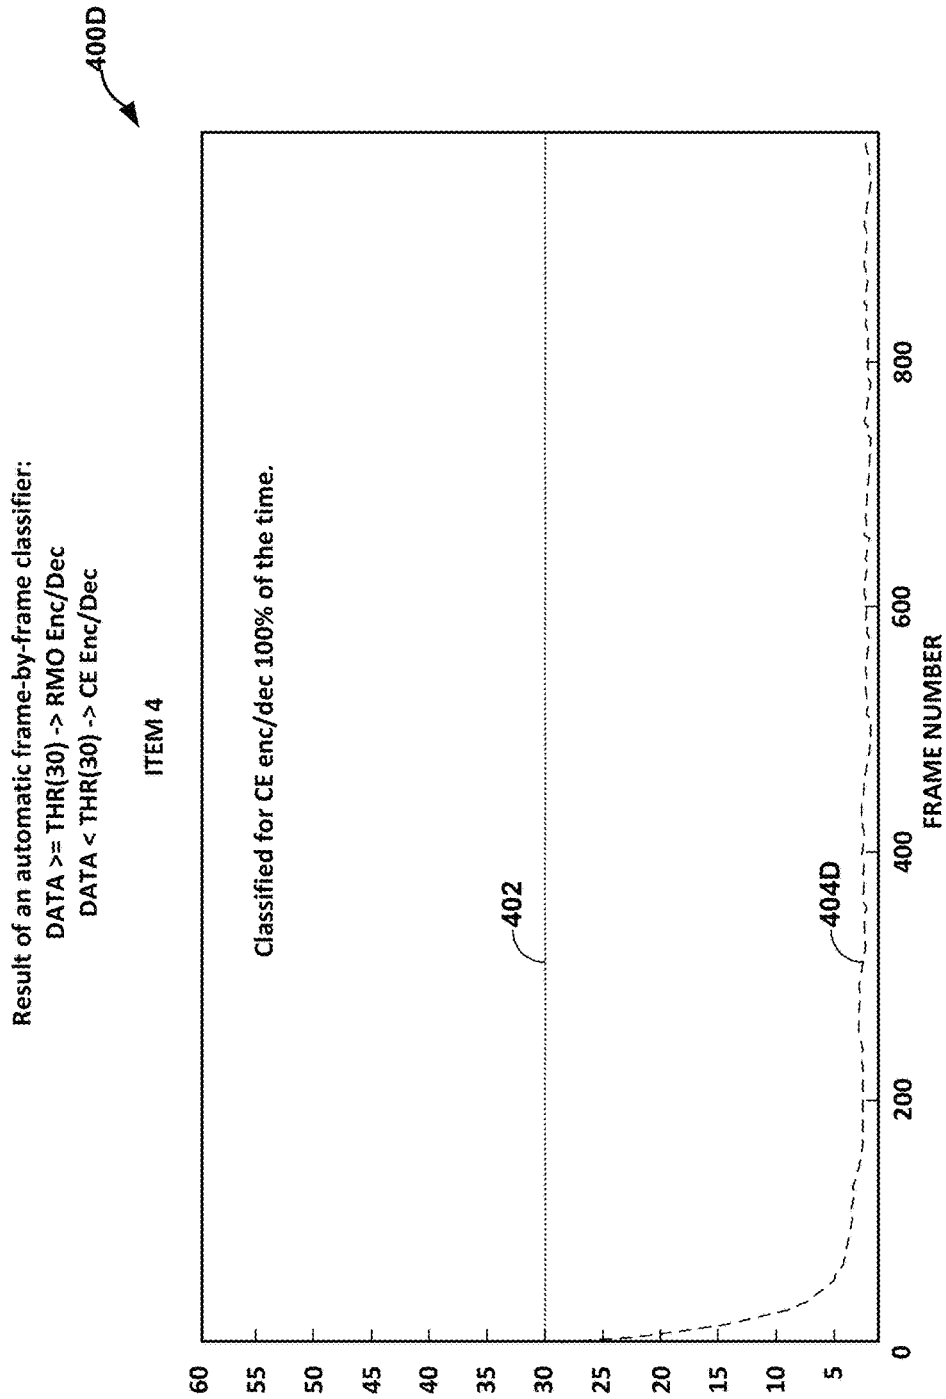 400D
Result of an automatic frame-by-frame classifier:
DATA >= THR(30) -> RMO Enc/Dec
DATA < THR(30) -> CE Enc/Dec
ITEM 4
60
55
50
45
40
35
30
25
20
15
10
5
Classified for CE enc/dec 100% of the time.
402
404D
0
200
400
600
800
FRAME NUMBER